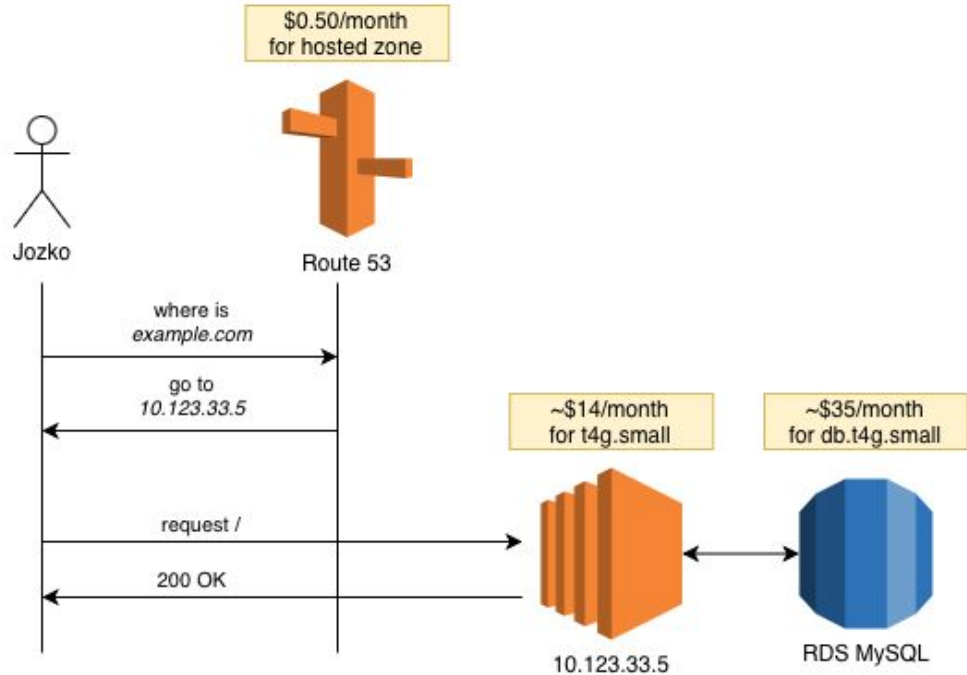 $0.50/month
for hosted zone
Jozko
Route 53
where is
example.com
go to
10.123.33.5
~$14/month
for t4g.small
~$35/month
for db.t4g.small
request /
200 OK
10.123.33.5
RDS MySQL